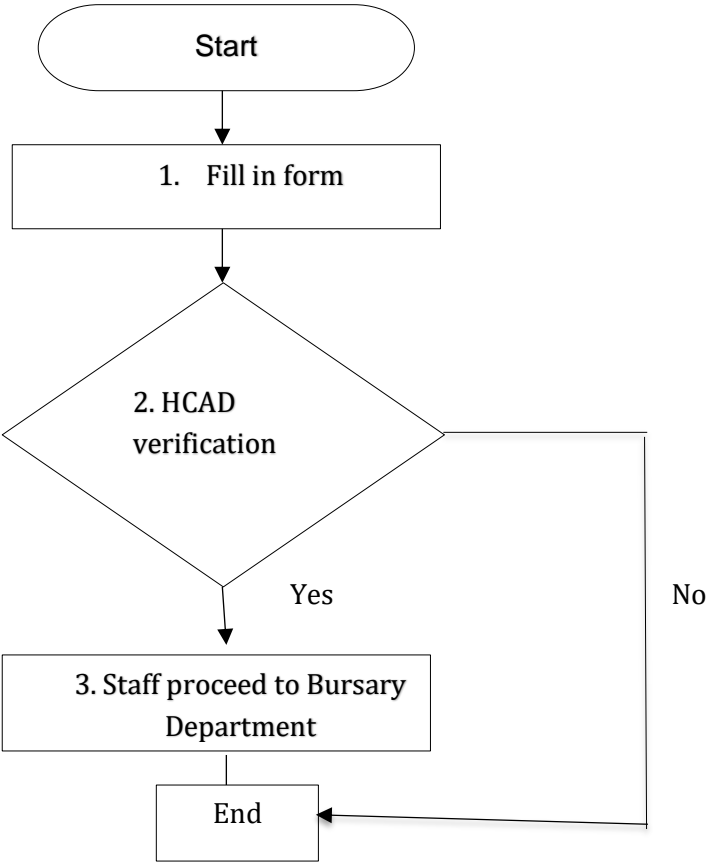 Start
1. Fill in form
2. HCAD
verification
Yes
No
3. Staff proceed to Bursary
Department
End